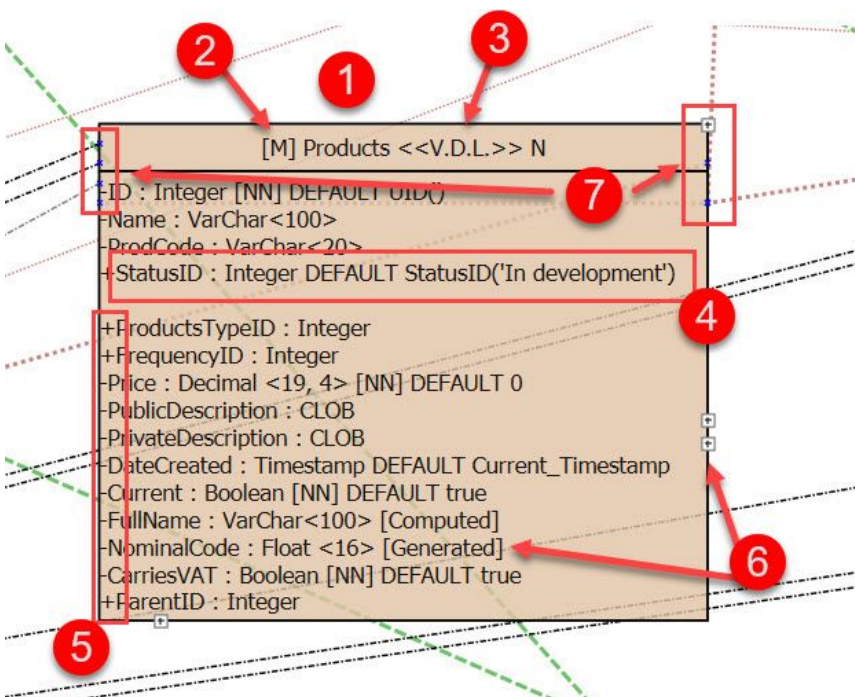 2
3
1
[M] Products <<V.D.L.>> N
7
-ID : Integer [NN] DEFAULT UID()
-Name : VarChar<100>
-ProdCode : VarChar<20>
+StatusID : Integer DEFAULT StatusID('In development')
4
+ProductsTypeID : Integer
+FrequencyID : Integer
-Price : Decimal <19, 4> [NN] DEFAULT 0
-PublicDescription : CLOB
-PrivateDescription : CLOB
-DateCreated : Timestamp DEFAULT Current_Timestamp
-Current : Boolean [NN] DEFAULT true
-FullName : VarChar<100> [Computed]
-NominalCode : Float <16> [Generated]
6
-CarriesVAT : Boolean [NN] DEFAULT true
+ParentID : Integer
5